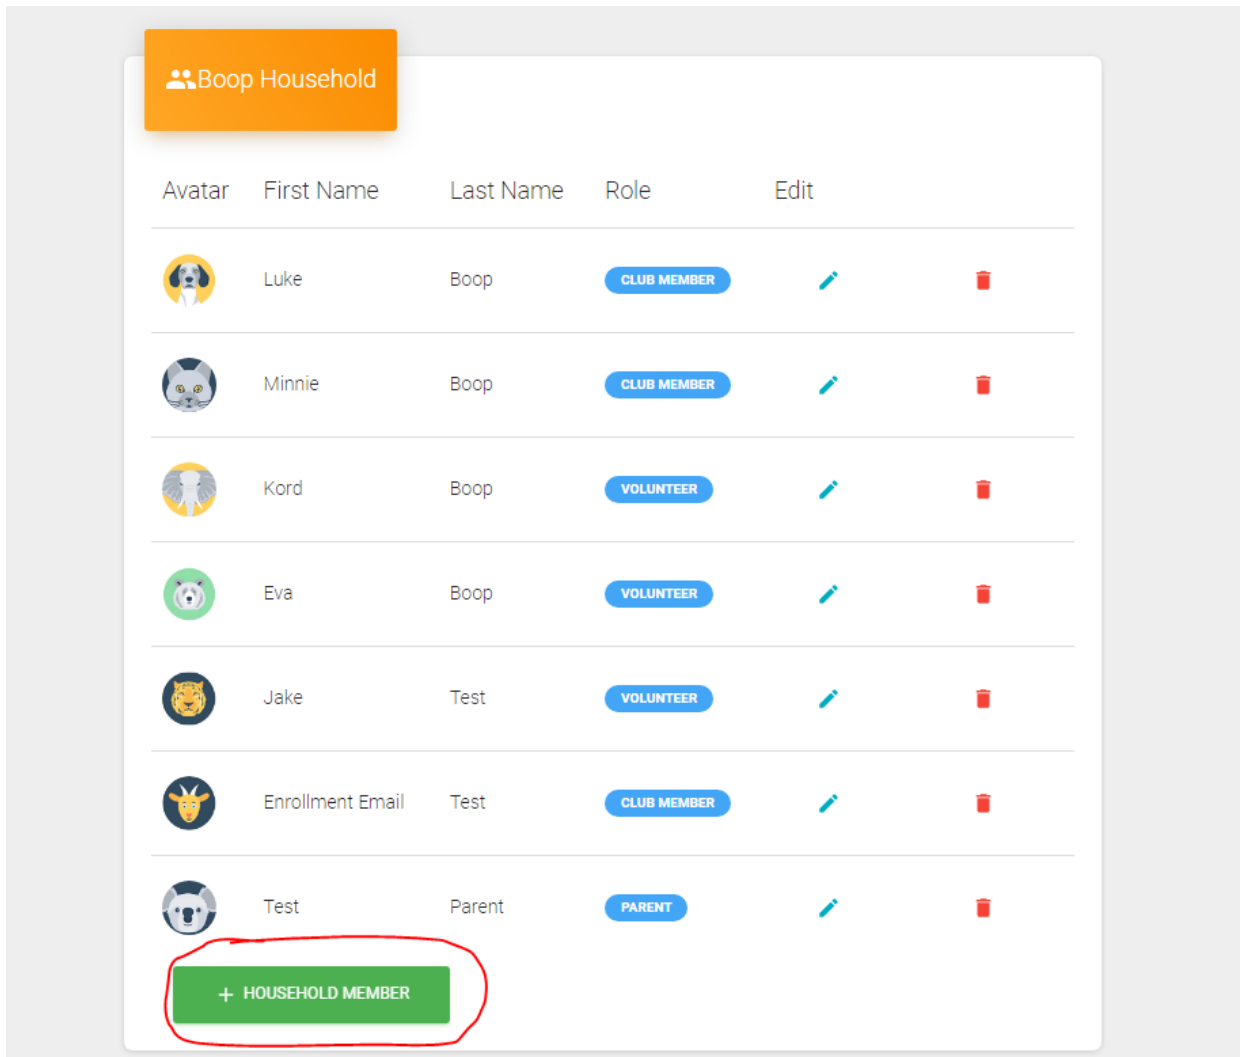 Boop Household
Avatar First Name Last Name Role Edit
Luke Boop CLUB MEMBER
Minnie Boop CLUB MEMBER
Kord Boop VOLUNTEER
Eva Boop VOLUNTEER
Jake Test VOLUNTEER
Enrollment Email Test CLUB MEMBER
Test Parent PARENT
+ HOUSEHOLD MEMBER